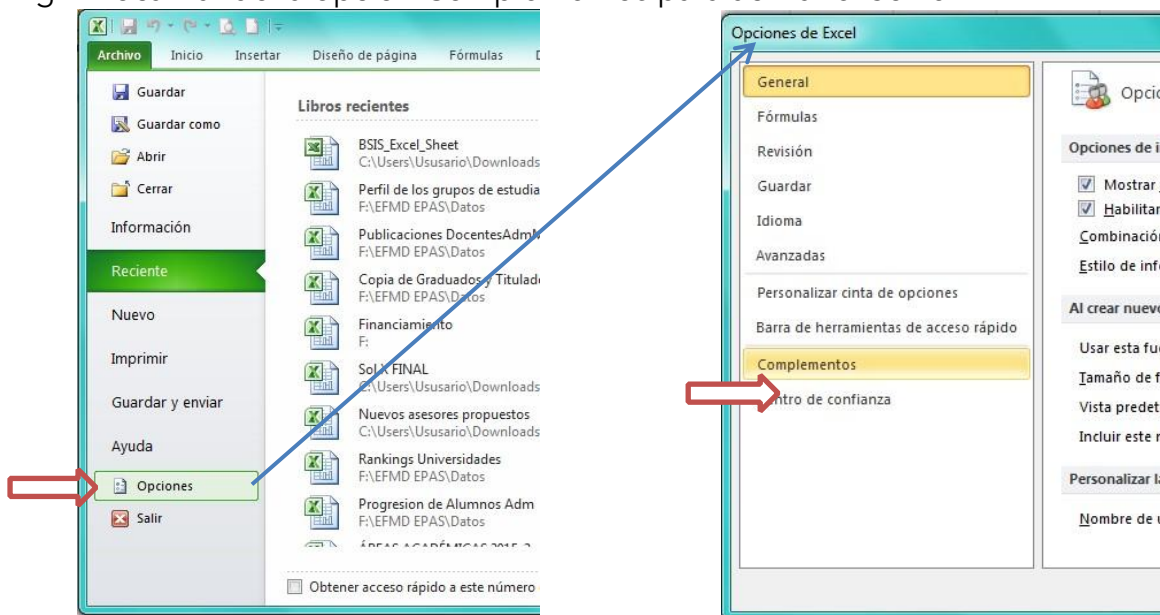 Archivo Inicio Insertar Diseño de página Fórmulas
Guardar
Guardar como
Abrir
Cerrar
Información
Reciente
Nuevo
Imprimir
Guardar y enviar
Ayuda
Opciones
Salir
Libros recientes
BSIS_Excel_Sheet
C:\Users\Ususario\Downloads
Perfil de los grupos de estudia
F:\EFMD EPAS\Datos
Publicaciones DocentesAdm
F:\EFMD EPAS\Datos
Copia de Graduados y Titulad
F:\EFMD EPAS\Datos
Financiamiento
F:
Sol X FINAL
C:\Users\Ususario\Downloads
Nuevos asesores propuestos
C:\Users\Ususario\Downloads
Rankings Universidades
F:\EFMD EPAS\Datos
Progresion de Alumnos Adm
F:\EFMD EPAS\Datos
Obtener acceso rápido a este número
Opciones de Excel
General
Fórmulas
Revisión
Guardar
Idioma
Avanzadas
Personalizar cinta de opciones
Barra de herramientas de acceso rápido
Complementos
ntro de confianza
Opcio
Opciones de i
Mostrar
Habilitar
Combinación
Estilo de inf
Al crear nuevo
Usar esta fu
Tamaño de f
Vista predet
Incluir este
Personalizar l
Nombre de